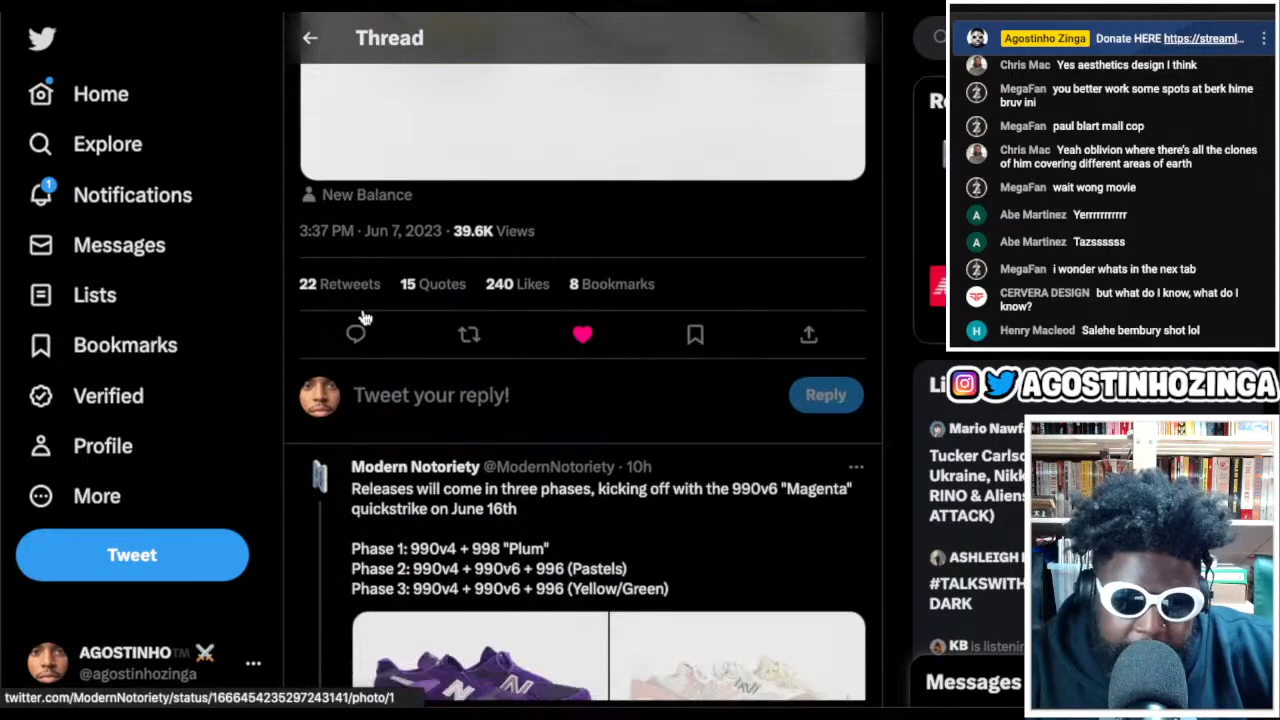 Home
Explore
Notifications
1
Messages
Lists
Bookmarks
Verified
Profile
More
Tweet
AGOSTINHO™ ⚔
@agostinhozinga
twitter.com/ModernNotoriety/status/1666454235297243141/photo/1
Thread
New Balance
3:37 PM · Jun 7, 2023 · 39.6K Views
22 Retweets 15 Quotes 240 Likes 8 Bookmarks
Tweet your reply!
Reply
Modern Notoriety @ModernNotoriety · 10h
Releases will come in three phases, kicking off with the 990v6 "Magenta"
quickstrike on June 16th
Phase 1: 990v4 + 998 "Plum"
Phase 2: 990v4 + 990v6 + 996 (Pastels)
Phase 3: 990v4 + 990v6 + 996 (Yellow/Green)
Agostinho Zinga Donate HERE https://streaml...
Chris Mac Yes aesthetics design I think
MegaFan you better work some spots at berk hime
bruv ini
MegaFan paul blart mall cop
Chris Mac Yeah oblivion where there's all the clones
of him covering different areas of earth
MegaFan wait wong movie
Abe Martinez Yerrrrrrrrrr
Abe Martinez Tazsssss
MegaFan i wonder whats in the nex tab
CERVERA DESIGN but what do I know, what do I
know?
Henry Macleod Salehe bembury shot lol
Li
AGOSTINHOZINGA
Mario Nawf
Tucker Carlso
Ukraine, Nikk
RINO & Aliens
ATTACK)
ASHLEIGH
#TALKSWITH
DARK
KB is listenin
Messages